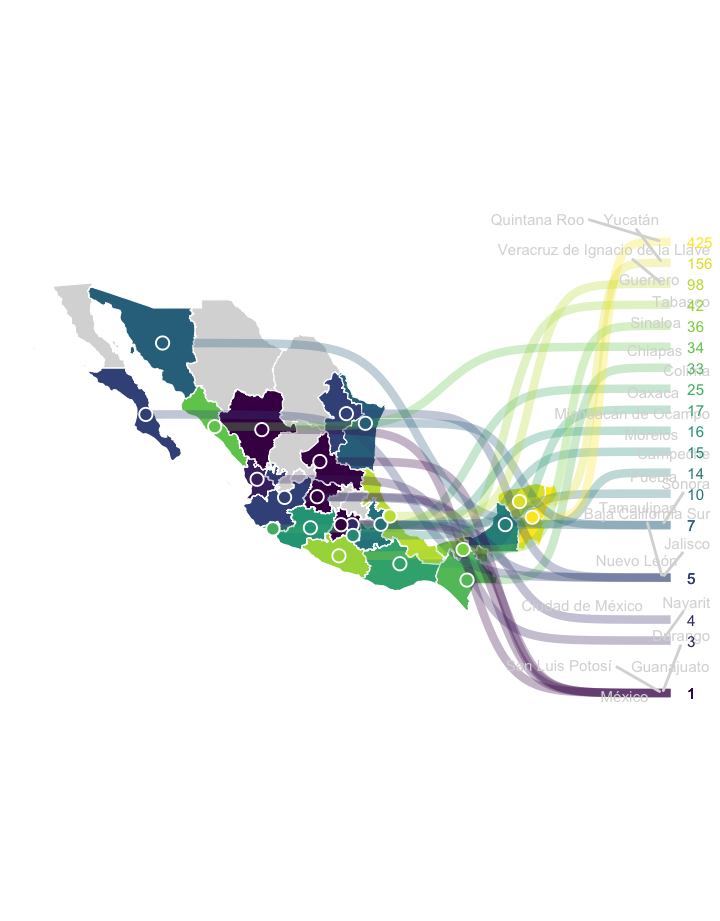 Quintana Roo Yucatán
425
Veracruz de Ignacio de la Llave
156
Guerrero 98
Tabasco 42
Sinaloa 36
Chiapas 34
Colima 33
Oaxaca 25
Michoacán de Ocampo 17
Morelos 16
Campeche 15
Puebla 14
Sonora
10
Tamaulipas
Baja California Sur
7
Jalisco
Nuevo León
5
Ciudad de México Nayarit
4
Durango
3
San Luis Potosí Guanajuato
México 1